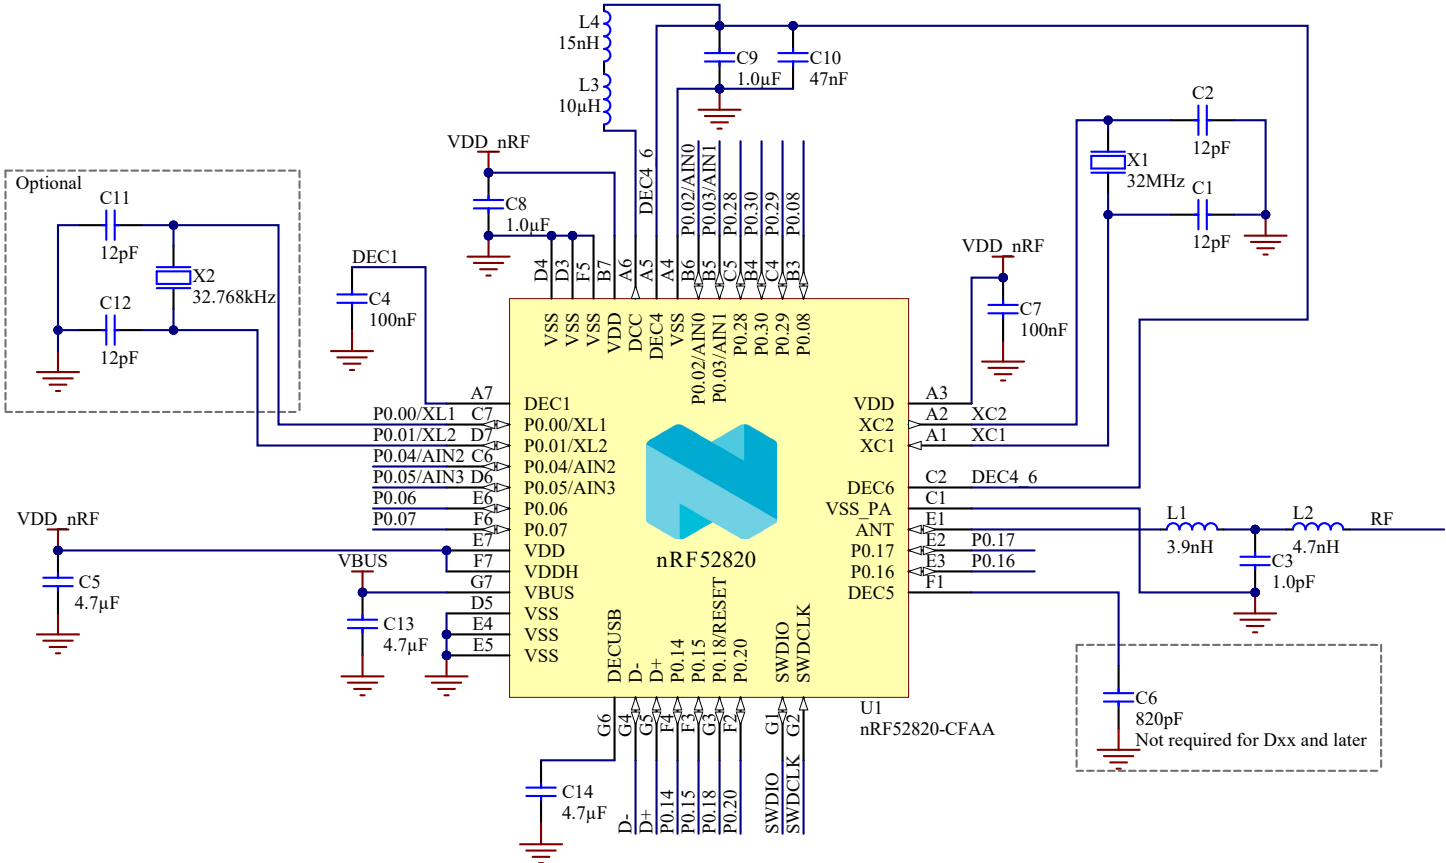 L4
15nH
L3
10µH
C9
1.0µF
C10
47nF
VDD_nRF
C8
1.0µF
DEC4_6
P0.02/AIN0
P0.03/AIN1
P0.28
P0.30
P0.29
P0.08
D4
D3
F5
B7
A6
A5
A4
B6
B5
C5
B4
C4
B3
C2
12pF
X1
32MHz
C1
12pF
Optional
C11
12pF
X2
32.768kHz
C12
12pF
DEC1
C4
100nF
VDD_nRF
C7
100nF
VSS
VSS
VSS
VDD
DCC
DEC4
VSS
P0.02/AIN0
P0.03/AIN1
P0.28
P0.30
P0.29
P0.08
A7
DEC1
P0.00/XL1 C7
P0.00/XL1
P0.01/XL2 D7
P0.01/XL2
P0.04/AIN2 C6
P0.04/AIN2
P0.05/AIN3 D6
P0.05/AIN3
P0.06 E6
P0.06
P0.07 F6
P0.07
E7
VDD
F7
VDDH
G7
VBUS
D5
VSS
E4
VSS
E5
VSS
VDD A3
XC2 A2 XC2
XC1 A1 XC1
DEC6 C2 DEC4_6
VSS_PA C1
ANT E1
P0.17 E2 P0.17
P0.16 E3 P0.16
DEC5 F1
nRF52820
VDD_nRF
C5
4.7µF
VBUS
C13
4.7µF
L1
3.9nH
L2
4.7nH
RF
C3
1.0pF
DECUSB
D-
D+
P0.14
P0.15
P0.18/RESET
P0.20
SWDIO
SWDCLK
U1
nRF52820-CFAA
G6
G4
G5
F4
F3
G3
F2
G1
G2
D-
D+
P0.14
P0.15
P0.18
P0.20
SWDIO
SWDCLK
C14
4.7µF
C6
820pF
Not required for Dxx and later